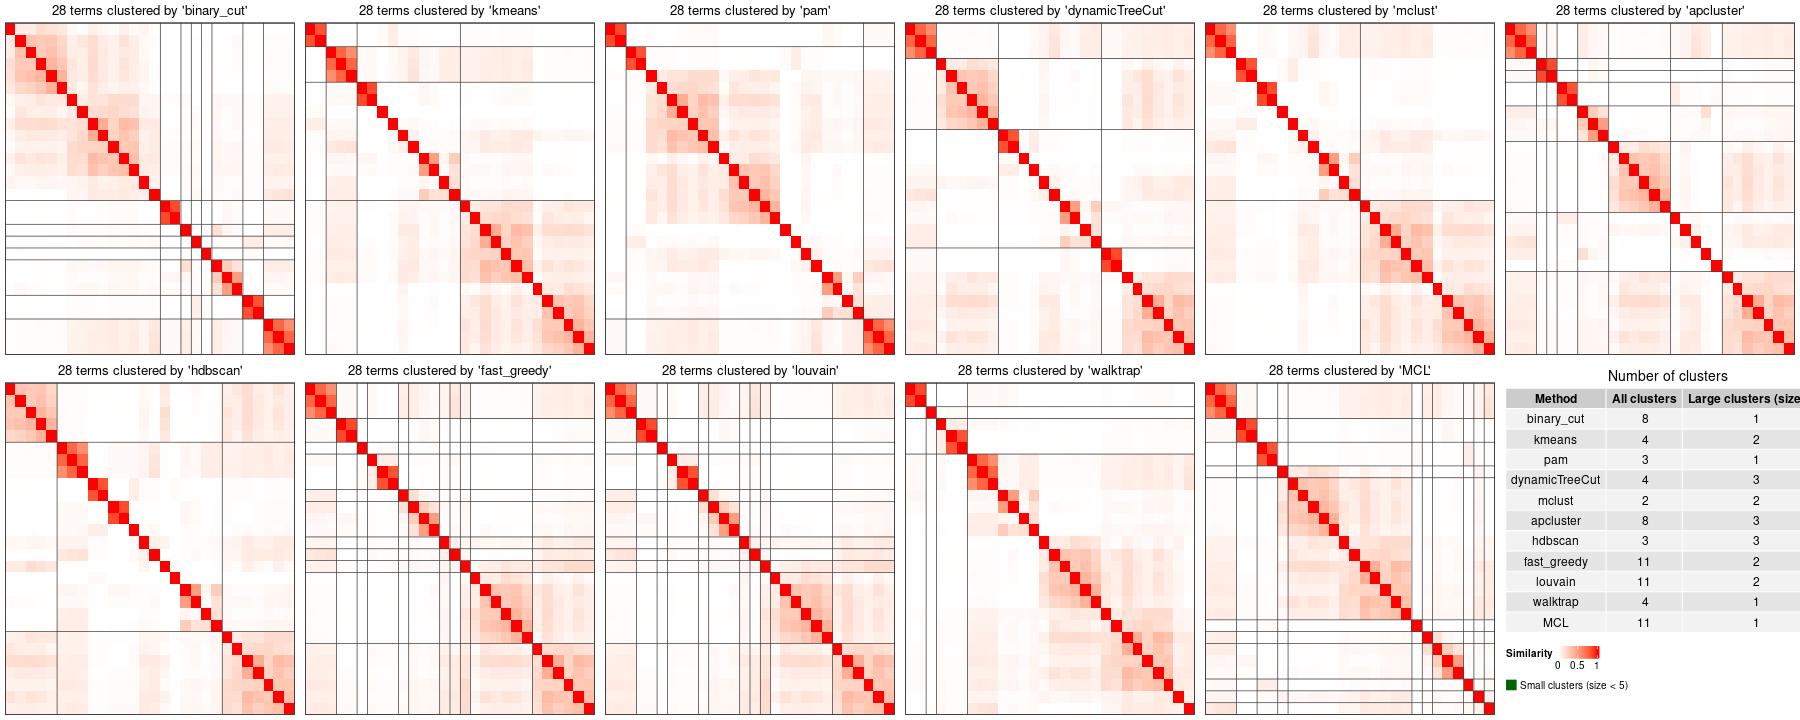 28 terms clustered by 'binary_cut'
28 terms clustered by 'kmeans'
28 terms clustered by 'pam'
28 terms clustered by 'dynamicTreeCut'
28 terms clustered by 'mclust'
28 terms clustered by 'apcluster'
28 terms clustered by 'hdbscan'
28 terms clustered by 'fast_greedy'
28 terms clustered by 'louvain'
28 terms clustered by 'walktrap'
28 terms clustered by 'MCL'
Number of clusters
Method All clusters Large clusters (size
binary_cut 8 1
kmeans 4 2
pam 3 1
dynamicTreeCut 4 3
mclust 2 2
apcluster 8 3
hdbscan 3 3
fast_greedy 11 2
louvain 11 2
walktrap 4 1
MCL 11 1
Similarity
0 0.5 1
Small clusters (size < 5)